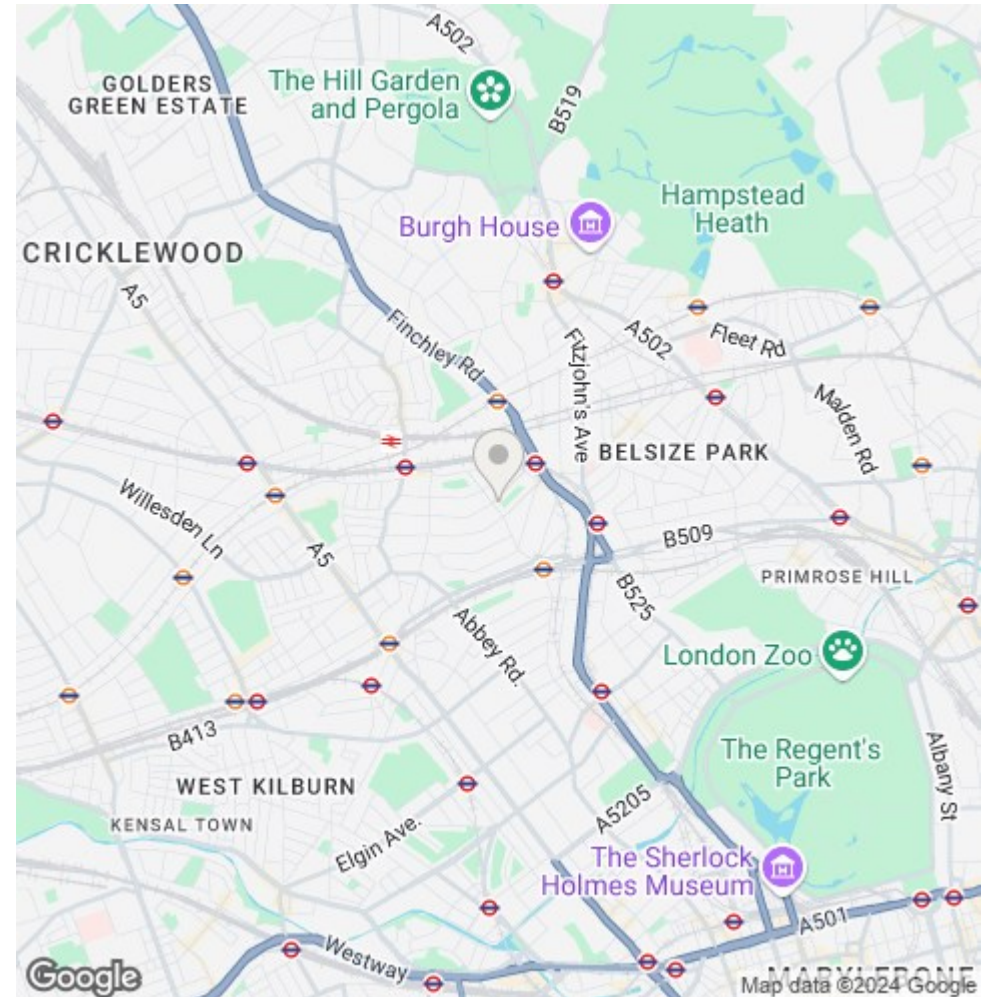 A502
GOLDERS
GREEN ESTATE
The Hill Garden
and Pergola
B519
Hampstead
Heath
Burgh House
CRICKLEWOOD
A5
Finchley Rd
Fitzjohn's Ave
A502
Fleet Rd
Malden Rd
BELSIZE PARK
Willesden Ln
A5
B509
PRIMROSE HILL
B525
Abbey Rd.
London Zoo
B413
The Regent's
Park
Albany St
WEST KILBURN
KENSAL TOWN
A5205
Elgin Ave.
The Sherlock
Holmes Museum
A501
Westway
MARYLEBONE
Google
Map data ©2024 Google